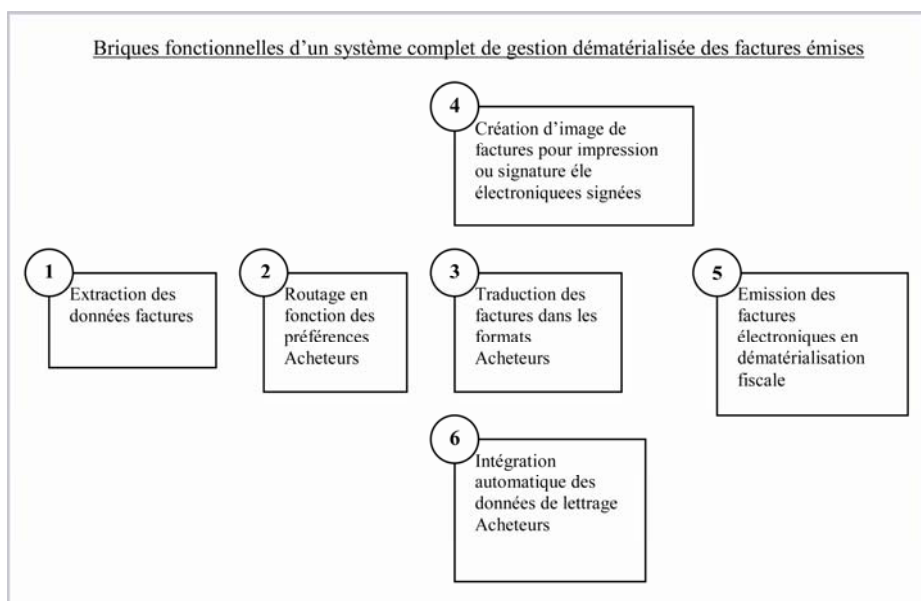 Briques fonctionnelles d’un système complet de gestion dématérialisée des factures émises
4
Création d’image de
factures pour impression
ou signature éle
électroniquees signées
1
Extraction des
données factures
2
Routage en
fonction des
préférences
Acheteurs
3
Traduction des
factures dans les
formats
Acheteurs
5
Emission des
factures
électroniques en
dématérialisation
fiscale
6
Intégration
automatique des
données de lettrage
Acheteurs